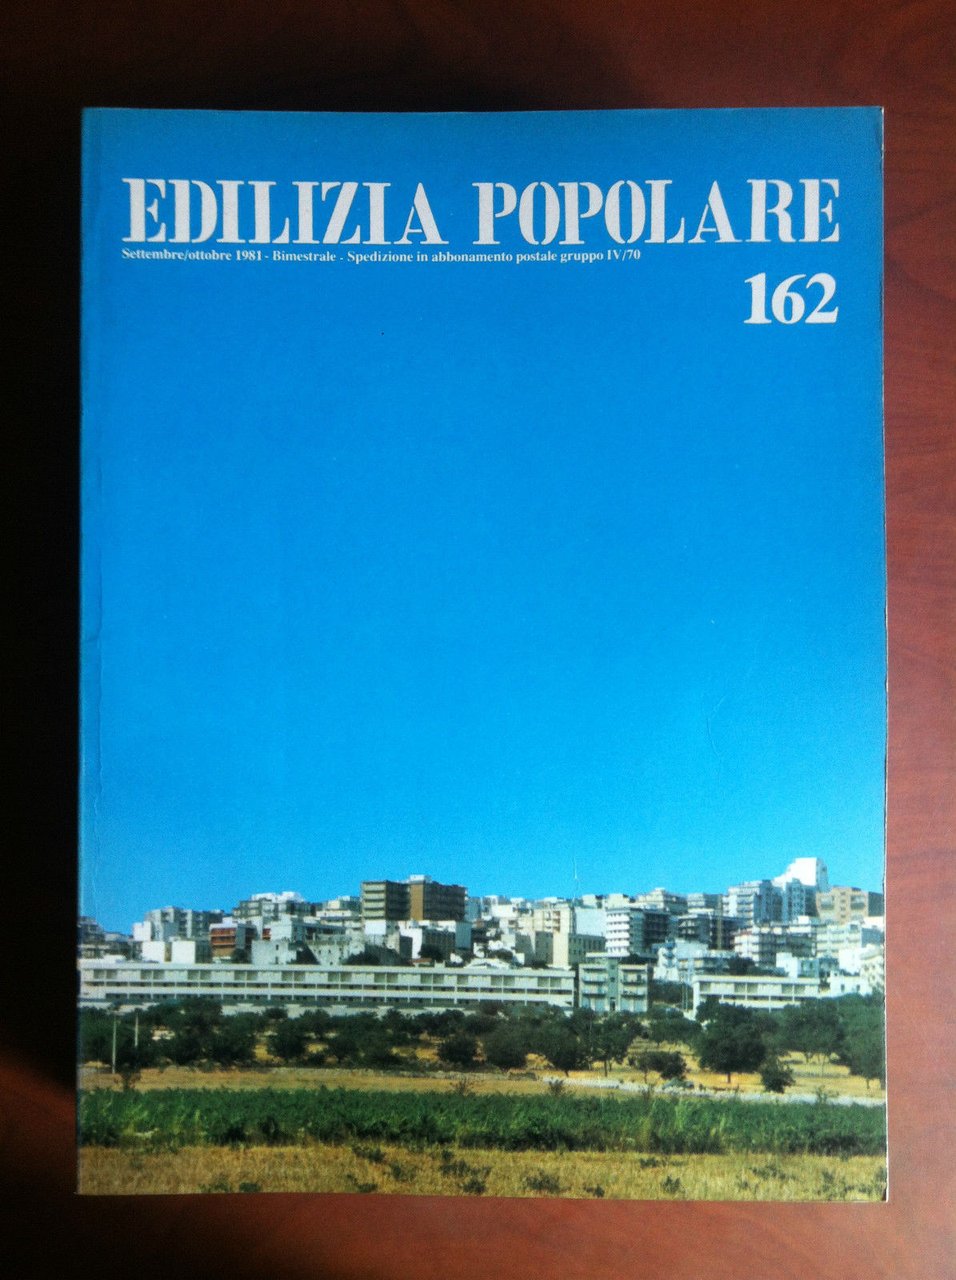 EDILIZIA POPOLARE
Settembre/ottobre 1981 - Bimestrale - Spedizione in abbonamento postale gruppo IV/70
162